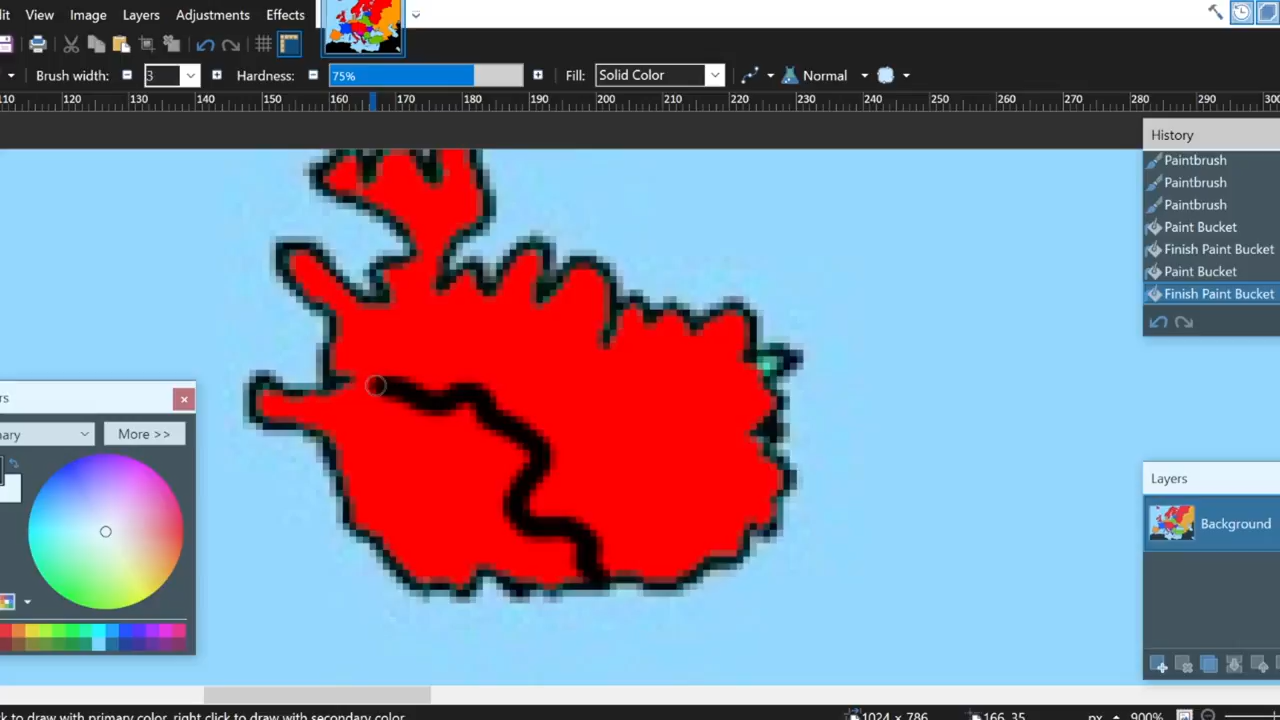 it View Image Layers Adjustments Effects
Brush width: 3 Hardness: 75% Fill: Solid Color Normal
110 120 130 140 150 160 170 180 190 200 210 220 230 240 250 260 270 280 290 300
History
Paintbrush
Paintbrush
Paintbrush
Paint Bucket
Finish Paint Bucket
Paint Bucket
Finish Paint Bucket
rs
nary More >>
Layers
Background
ck to draw with primary color, right click to draw with secondary color 1024 × 786 166, 35 px 900%